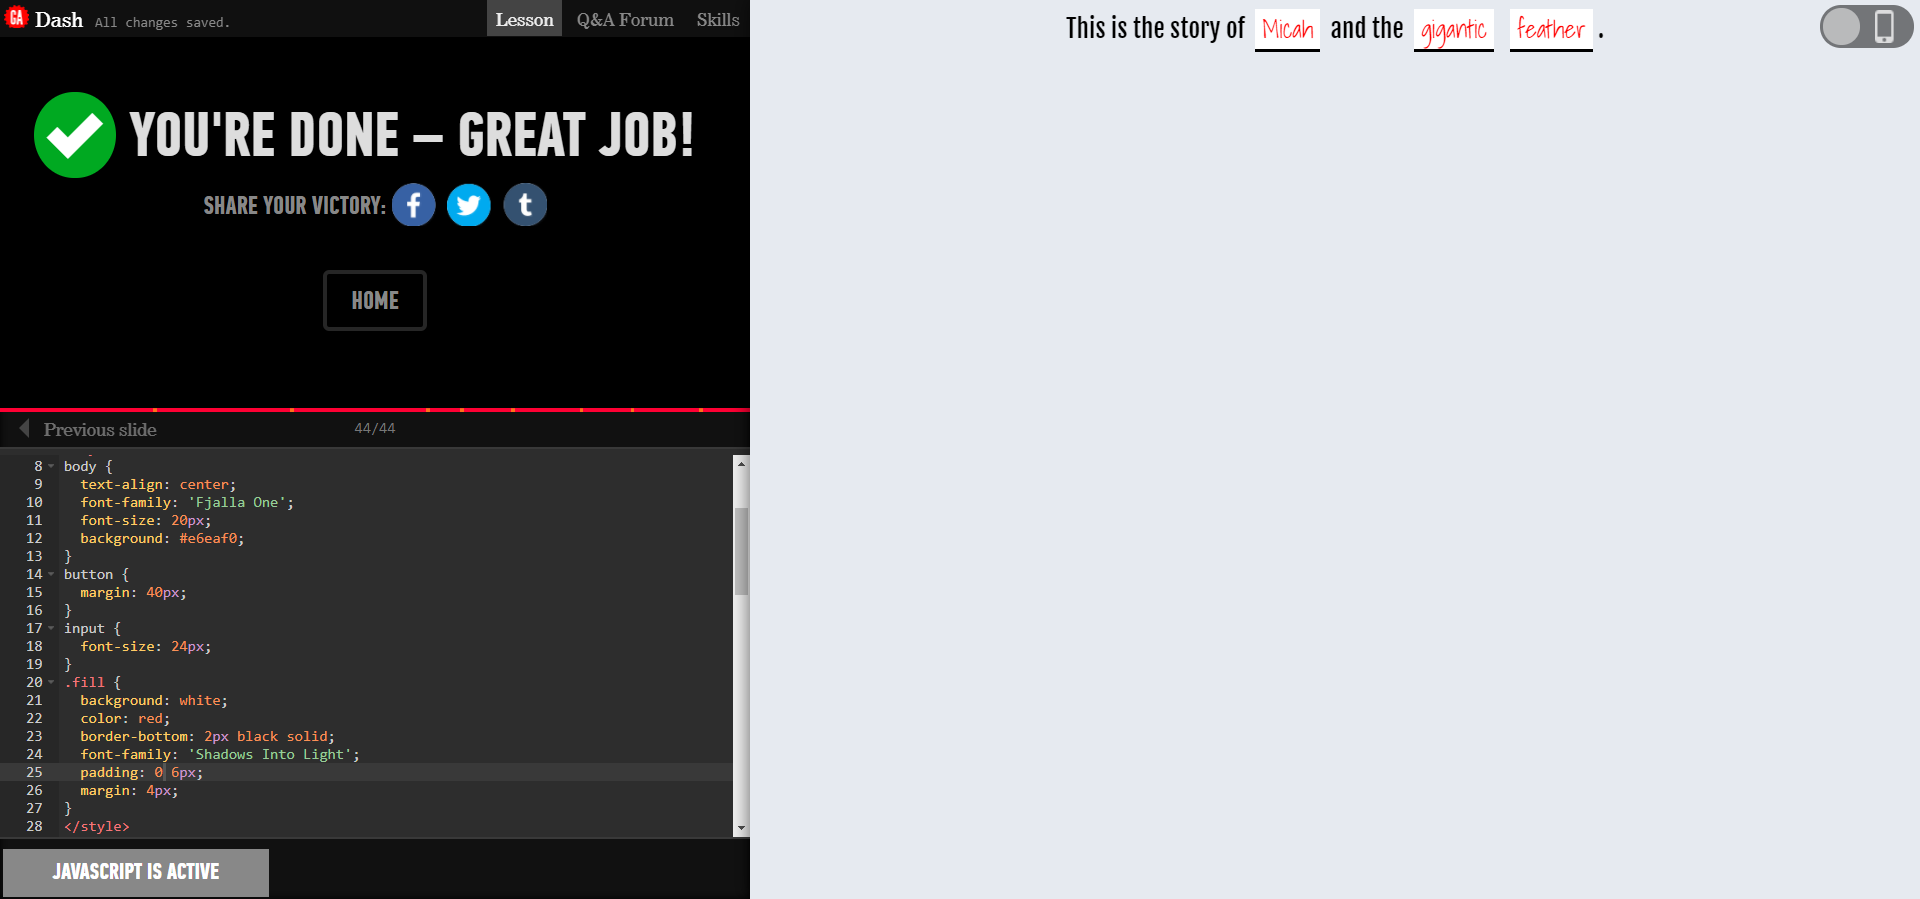 GA Dash All changes saved. Lesson Q&A Forum Skills
YOU'RE DONE – GREAT JOB!
SHARE YOUR VICTORY: f t
HOME
Previous slide 44/44
8 body {
9 text-align: center;
10 font-family: 'Fjalla One';
11 font-size: 20px;
12 background: #e6eaf0;
13 }
14 button {
15 margin: 40px;
16 }
17 input {
18 font-size: 24px;
19 }
20 .fill {
21 background: white;
22 color: red;
23 border-bottom: 2px black solid;
24 font-family: 'Shadows Into Light';
25 padding: 0 6px;
26 margin: 4px;
27 }
28 </style>
JAVASCRIPT IS ACTIVE
This is the story of Micah and the gigantic feather .